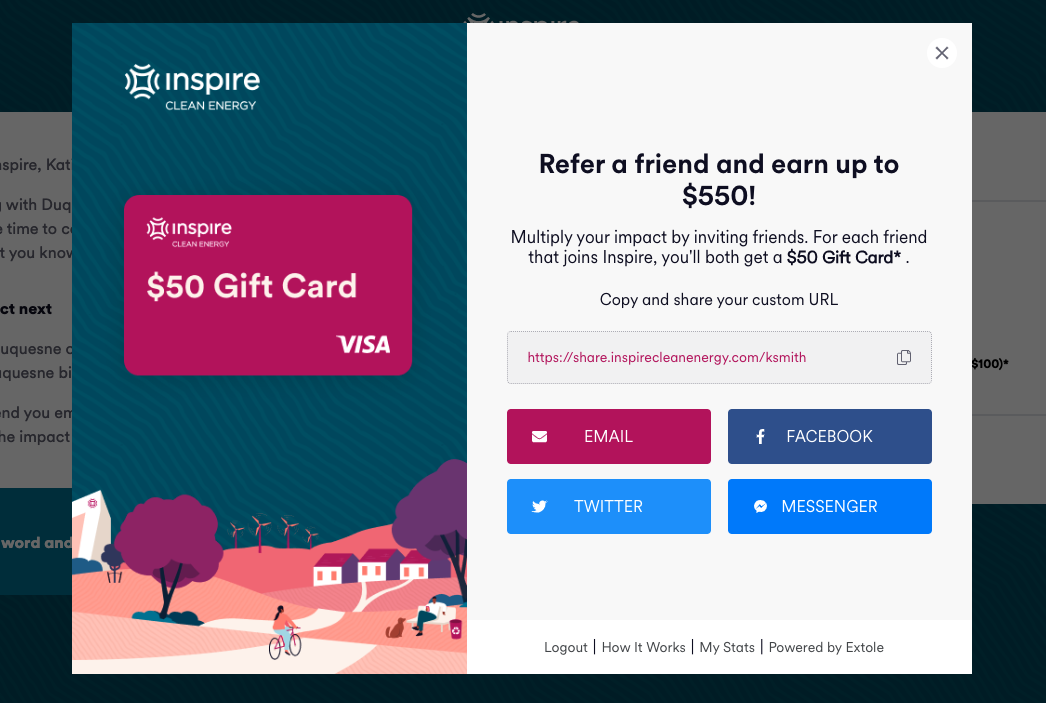 inspire
CLEAN ENERGY
inspire
CLEAN ENERGY
$50 Gift Card
VISA
Refer a friend and earn up to
$550!
Multiply your impact by inviting friends. For each friend
that joins Inspire, you'll both get a $50 Gift Card* .
Copy and share your custom URL
https://share.inspirecleanenergy.com/ksmith
EMAIL
FACEBOOK
TWITTER
MESSENGER
Logout | How It Works | My Stats | Powered by Extole
nspire, Kat
g with Duq
e time to c
t you know
ct next
uquesne
uquesne bi
end you em
he impact
word and
$100)*